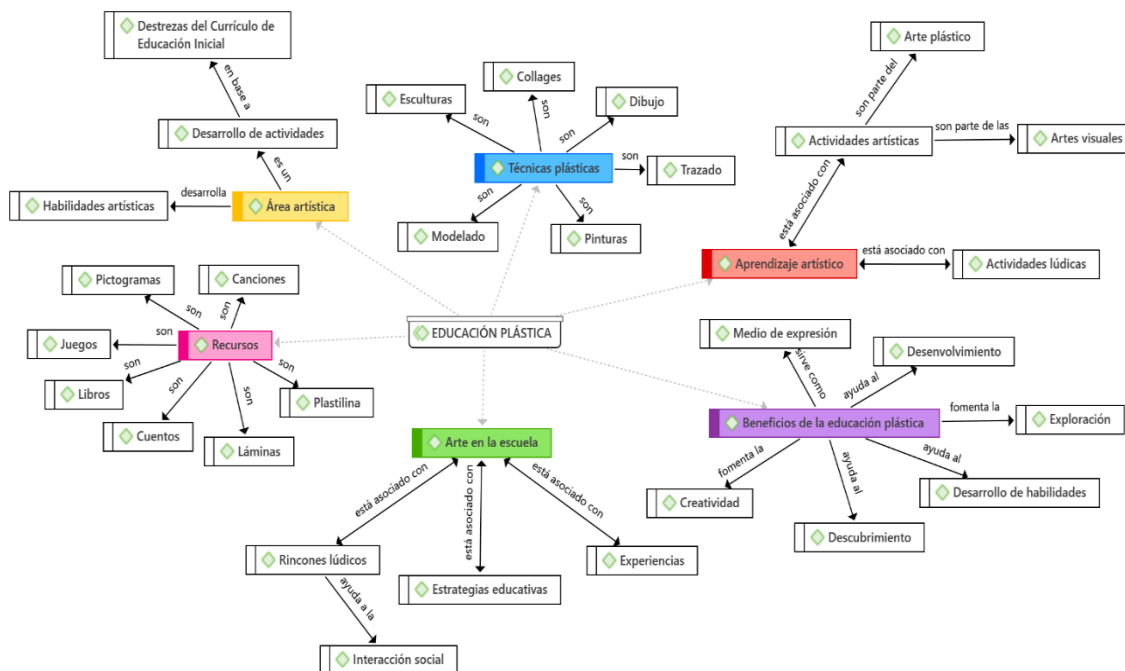 Destrezas del Currículo de
Educación Inicial
en base a
Desarrollo de actividades
es un
Habilidades artísticas
desarrolla
Área artística
Collages
Esculturas
Dibujo
son
son
son
Técnicas plásticas
son
Trazado
son
son
Modelado
Pinturas
Arte plástico
son parte del
Actividades artísticas
son parte de las
Artes visuales
está asociado con
Aprendizaje artístico
está asociado con
Actividades lúdicas
Pictogramas
Canciones
son
son
Juegos
son
Recursos
Libros
son
son
son
son
Plastilina
Cuentos
Láminas
EDUCACIÓN PLÁSTICA
Medio de expresión
sirve como
Desenvolvimiento
ayuda al
Beneficios de la educación plástica
fomenta la
Exploración
fomenta la
ayuda al
ayuda al
Creatividad
Desarrollo de habilidades
Descubrimiento
Arte en la escuela
está asociado con
está asociado con
está asociado con
Rincones lúdicos
Experiencias
Estrategias educativas
ayuda a la
Interacción social